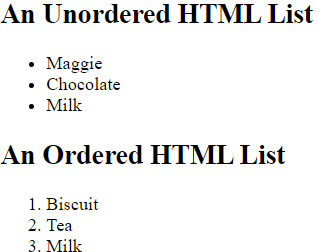 An Unordered HTML List
• Maggie
• Chocolate
• Milk
An Ordered HTML List
1. Biscuit
2. Tea
3. Milk